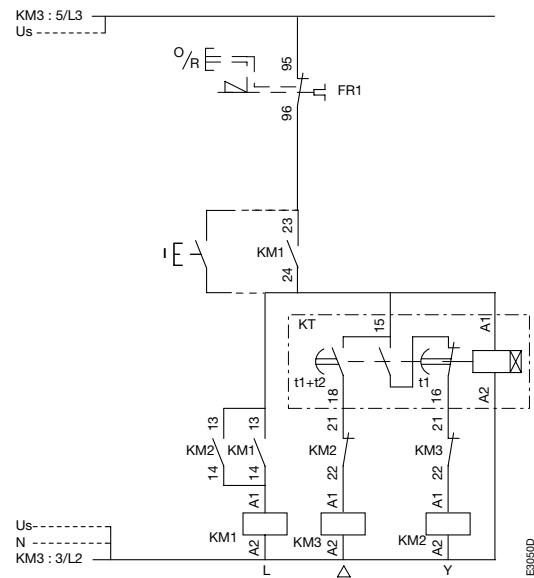 KM3 : 5/L3
Us
O/R
95
96
FR1
I
23
KM1
24
KT
15
A1
t1+t2
t1
18
16
A2
13
13
21
21
KM2
KM1
KM2
KM3
14
14
22
22
A1
A1
A1
Us
N
KM1
KM3
KM2
A2
A2
A2
KM3 : 3/L2
L
△
Y
E3050D